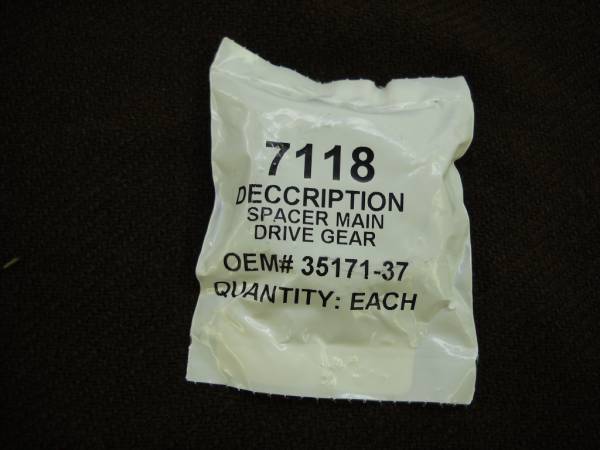 7118
DECCRIPTION
SPACER MAIN
DRIVE GEAR
OEM# 35171-37
QUANTITY: EACH